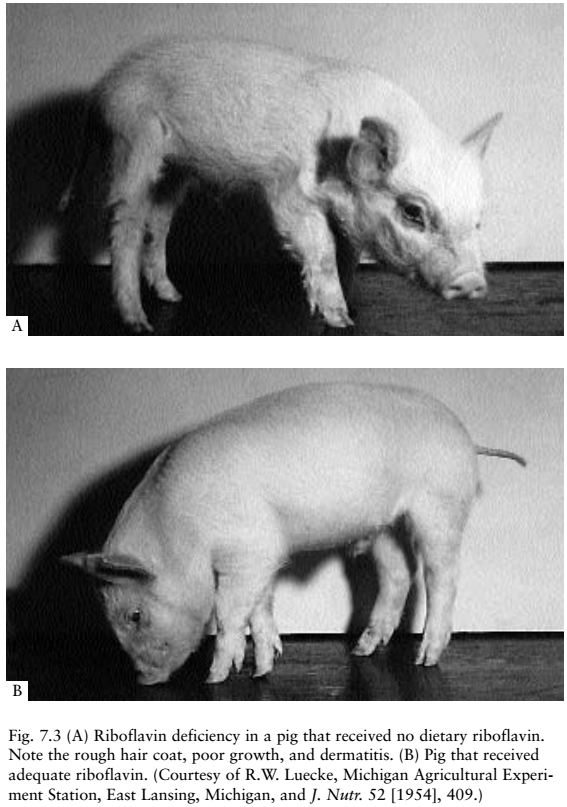 A
B
Fig. 7.3 (A) Riboflavin deficiency in a pig that received no dietary riboflavin.
Note the rough hair coat, poor growth, and dermatitis. (B) Pig that received
adequate riboflavin. (Courtesy of R.W. Luecke, Michigan Agricultural Experi-
ment Station, East Lansing, Michigan, and J. Nutr. 52 [1954], 409.)